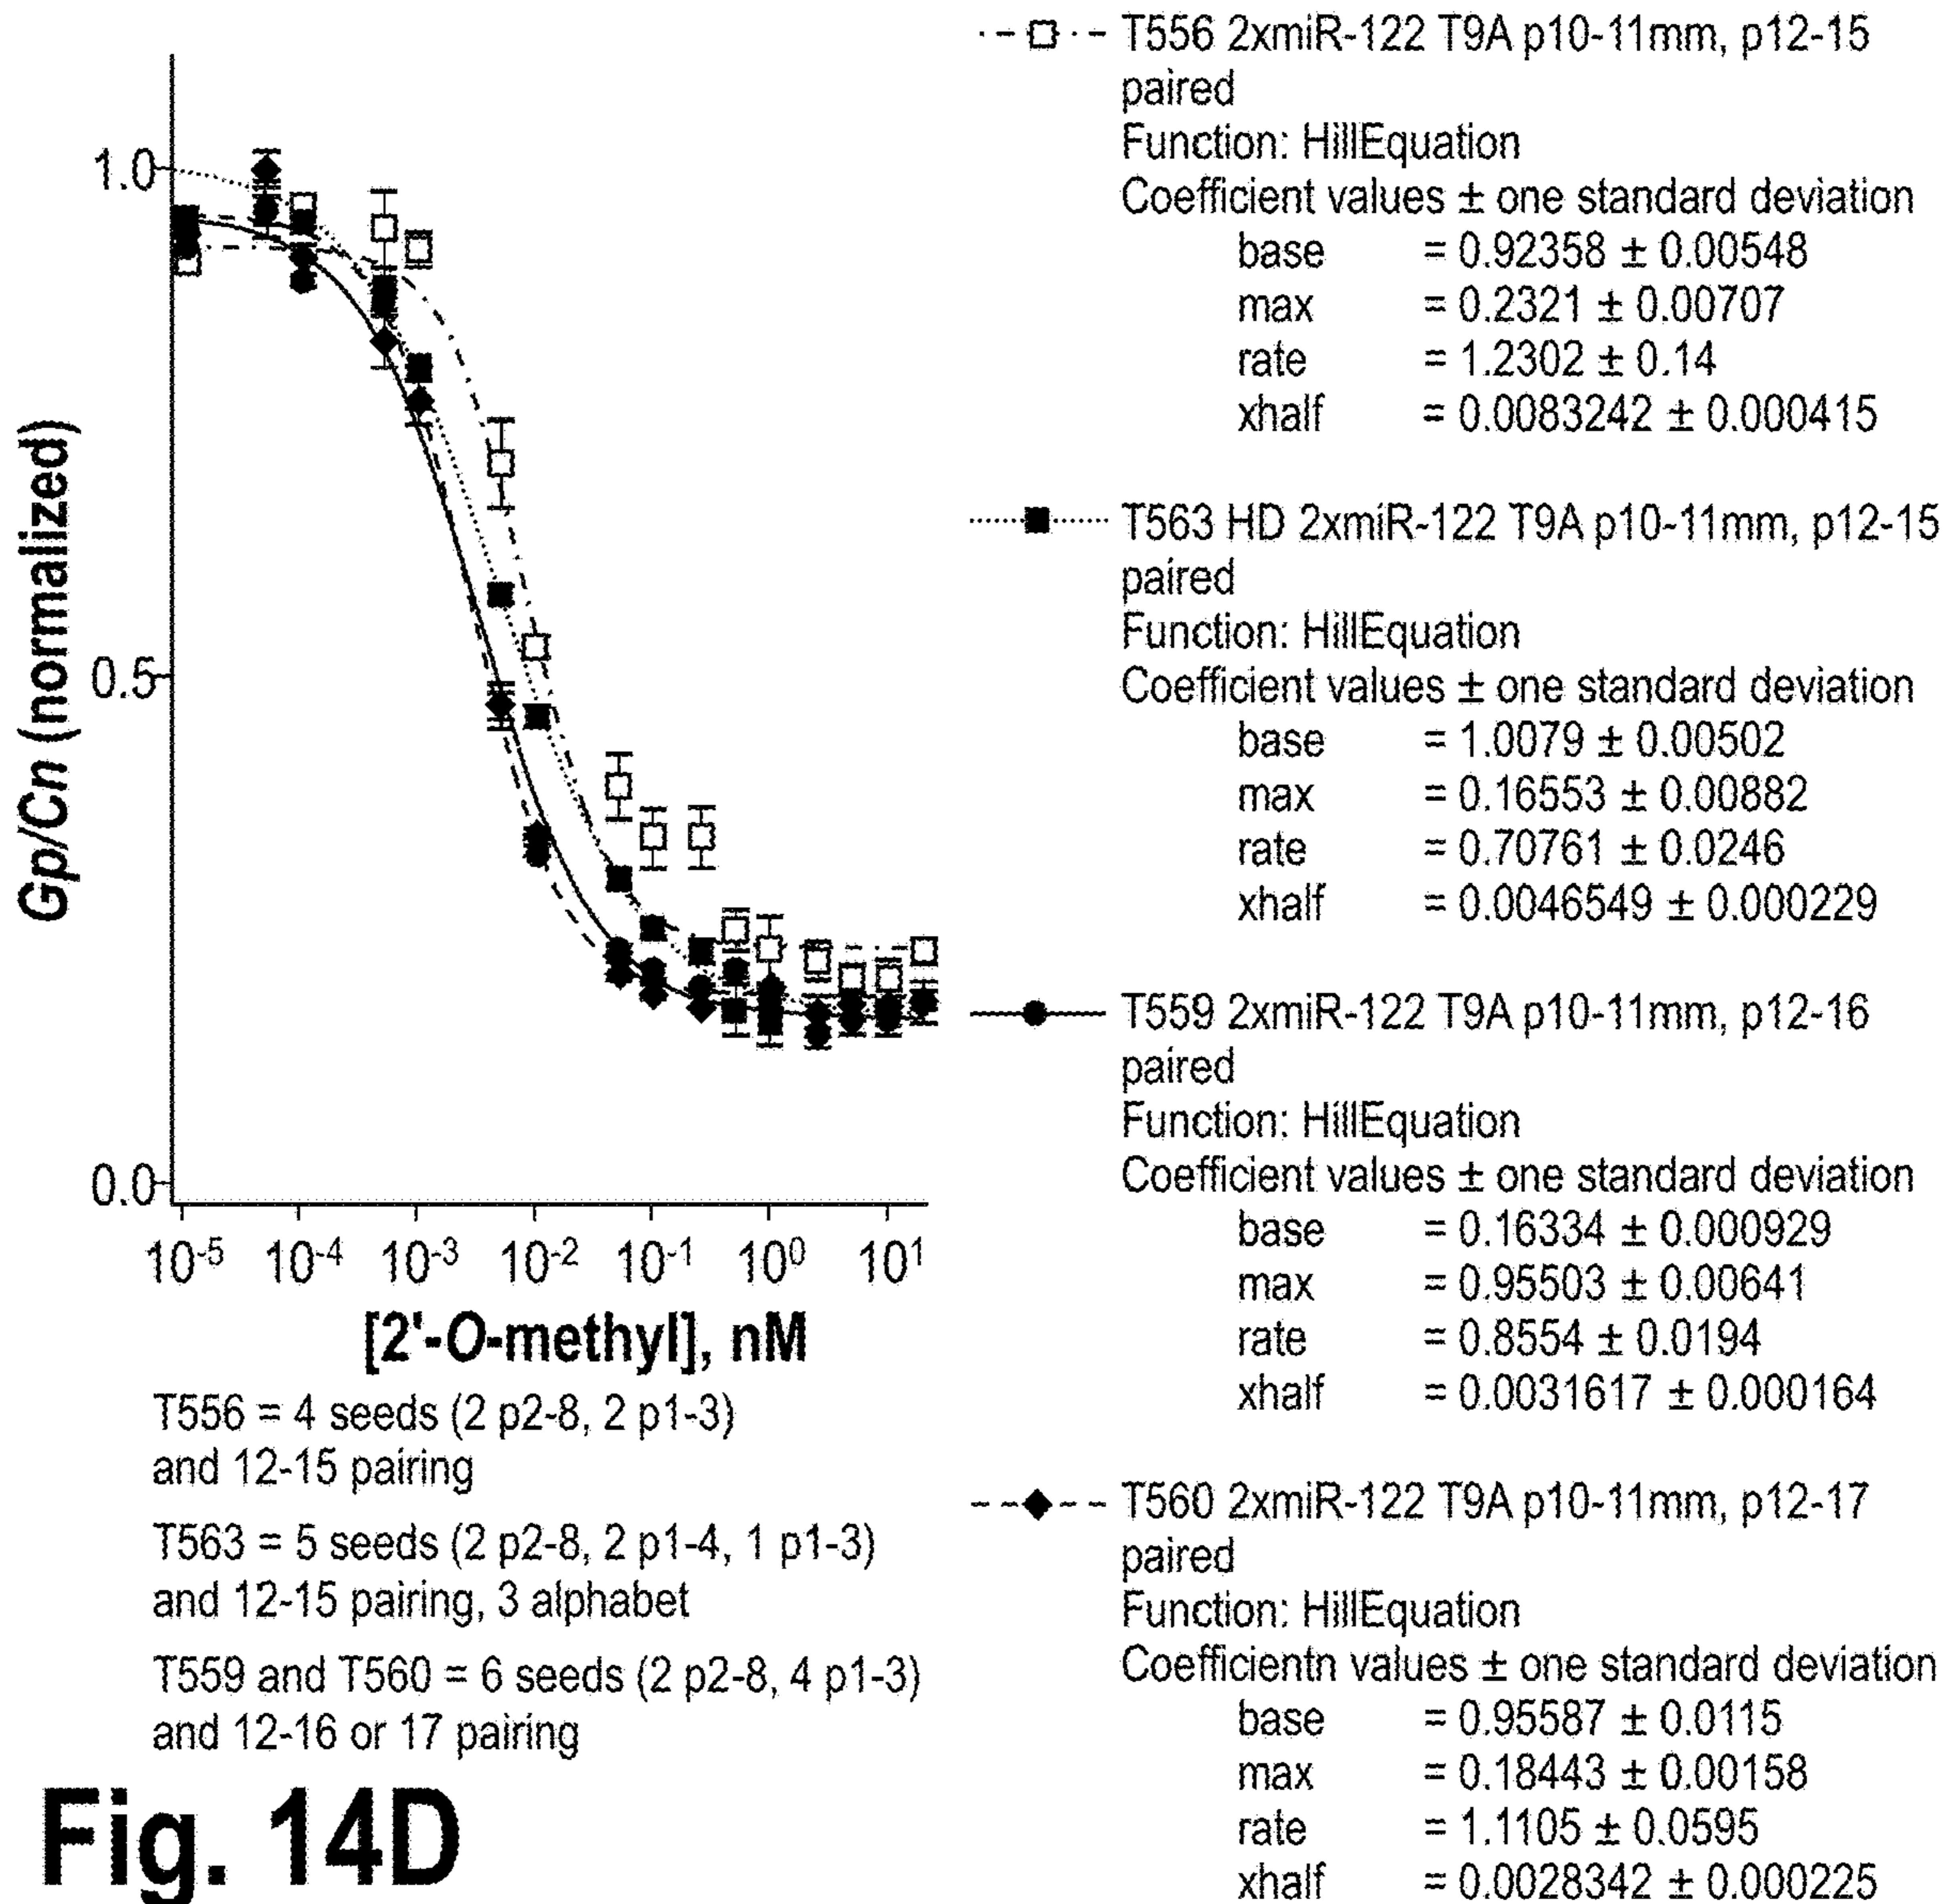 Gp/Cn (normalized)
1.0
0.5
0.0
10-5 10-4 10-3 10-2 10-1 100 101
[2'-O-methyl], nM
T556 = 4 seeds (2 p2-8, 2 p1-3)
and 12-15 pairing
T563 = 5 seeds (2 p2-8, 2 p1-4, 1 p1-3)
and 12-15 pairing, 3 alphabet
T559 and T560 = 6 seeds (2 p2-8, 4 p1-3)
and 12-16 or 17 pairing
Fig. 14D
T556 2xmiR-122 T9A p10-11mm, p12-15
paired
Function: HillEquation
Coefficient values ± one standard deviation
base = 0.92358 ± 0.00548
max = 0.2321 ± 0.00707
rate = 1.2302 ± 0.14
xhalf = 0.0083242 ± 0.000415
T563 HD 2xmiR-122 T9A p10-11mm, p12-15
paired
Function: HillEquation
Coefficient values ± one standard deviation
base = 1.0079 ± 0.00502
max = 0.16553 ± 0.00882
rate = 0.70761 ± 0.0246
xhalf = 0.0046549 ± 0.000229
T559 2xmiR-122 T9A p10-11mm, p12-16
paired
Function: HillEquation
Coefficient values ± one standard deviation
base = 0.16334 ± 0.000929
max = 0.95503 ± 0.00641
rate = 0.8554 ± 0.0194
xhalf = 0.0031617 ± 0.000164
T560 2xmiR-122 T9A p10-11mm, p12-17
paired
Function: HillEquation
Coefficientn values ± one standard deviation
base = 0.95587 ± 0.0115
max = 0.18443 ± 0.00158
rate = 1.1105 ± 0.0595
xhalf = 0.0028342 ± 0.000225